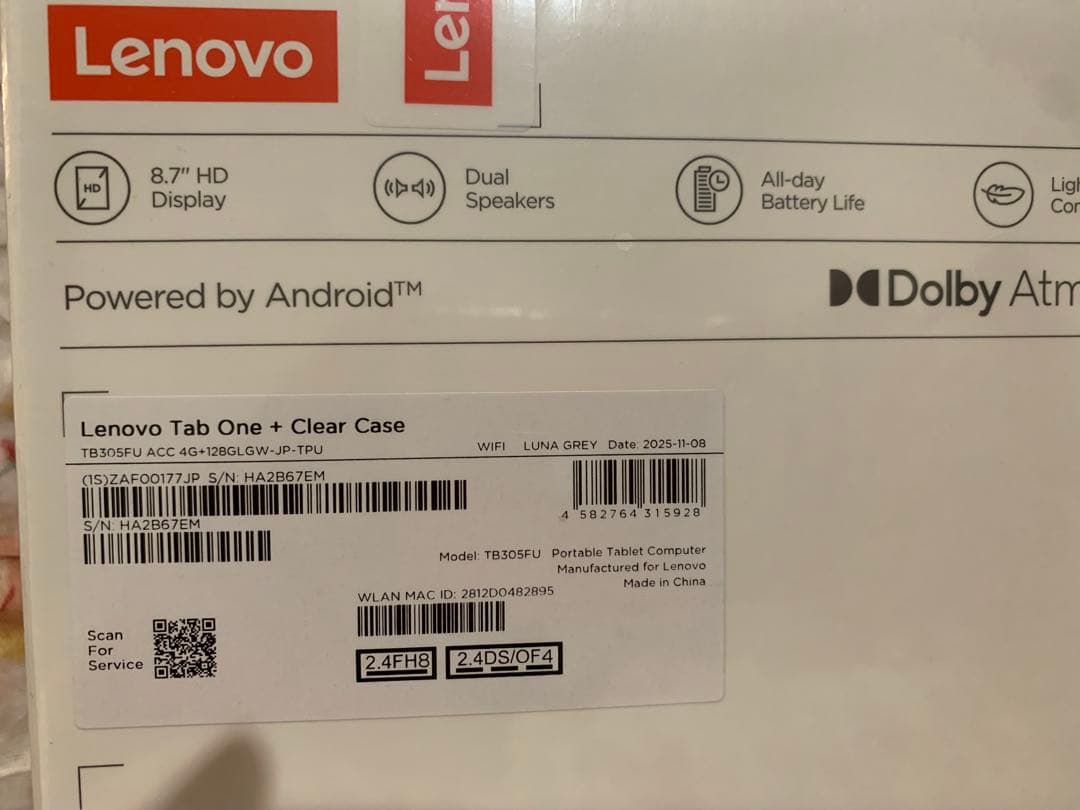 Lenovo
Leno
HD
8.7" HD
Display
Dual
Speakers
All-day
Battery Life
Powered by Android™
Dolby
Lenovo Tab One + Clear Case
TB305FU ACC 4G+128GLGW-JP-TPU
WIFI LUNA GREY Date: 2025-11-08
(1S)ZAF00177JP S/N: HA2B67EM
S/N: HA2B67EM
4 582764 315928
Model: TB305FU Portable Tablet Computer
Manufactured for Lenovo
Made in China
WLAN MAC ID: 2812D0482895
Scan
For
Service
2.4FH8
2.4DS/OF4